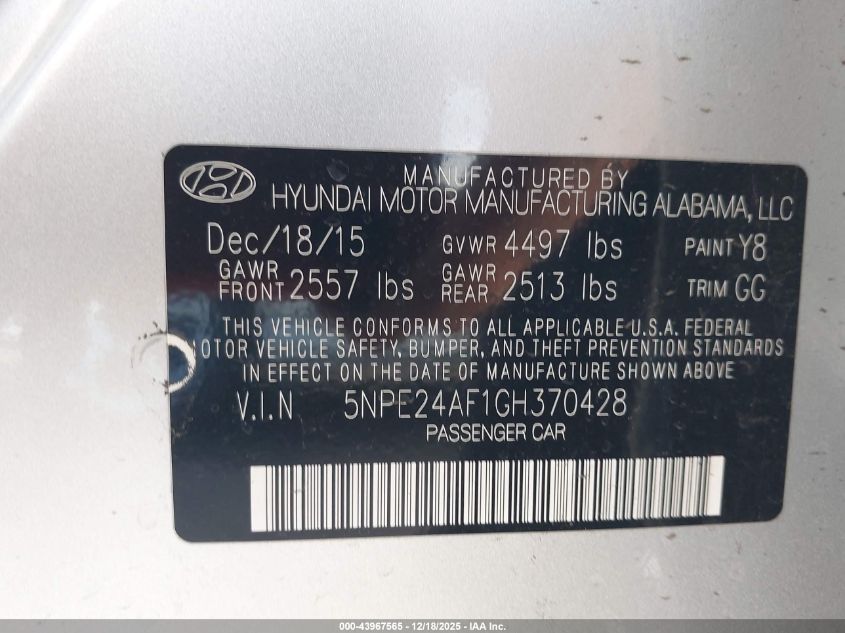 MANUFACTURED BY
HYUNDAI MOTOR MANUFACTURING ALABAMA, LLC
Dec/18/15 GVWR 4497 lbs PAINT Y8
GAWR FRONT 2557 lbs GAWR REAR 2513 lbs TRIM GG
THIS VEHICLE CONFORMS TO ALL APPLICABLE U.S.A. FEDERAL
MOTOR VEHICLE SAFETY, BUMPER, AND THEFT PREVENTION STANDARDS
IN EFFECT ON THE DATE OF MANUFACTURE SHOWN ABOVE
V.I.N 5NPE24AF1GH370428
PASSENGER CAR
000-43967565 • 12/18/2025 • IAA Inc.